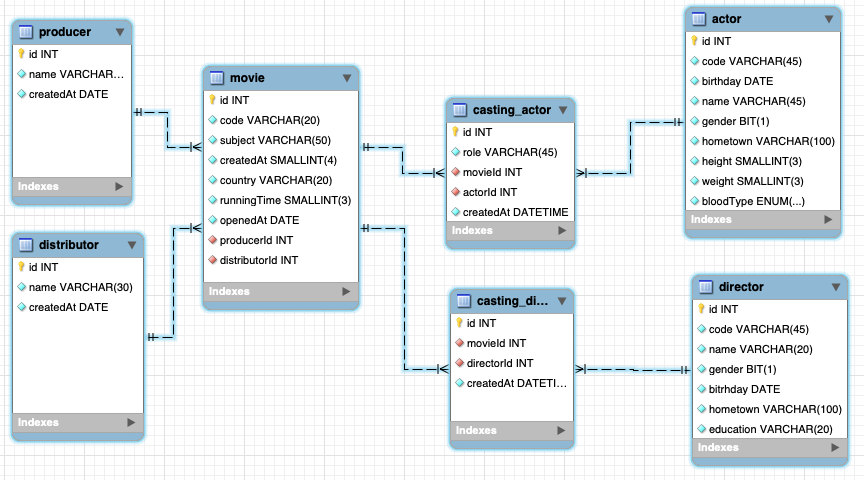 producer
id INT
name VARCHAR...
createdAt DATE
Indexes
distributor
id INT
name VARCHAR(30)
createdAt DATE
Indexes
movie
id INT
code VARCHAR(20)
subject VARCHAR(50)
createdAt SMALLINT(4)
country VARCHAR(20)
runningTime SMALLINT(3)
openedAt DATE
producerId INT
distributorId INT
Indexes
casting_actor
id INT
role VARCHAR(45)
movieId INT
actorId INT
createdAt DATETIME
Indexes
casting_di...
id INT
movieId INT
directorId INT
createdAt DATETI...
Indexes
actor
id INT
code VARCHAR(45)
birthday DATE
name VARCHAR(45)
gender BIT(1)
hometown VARCHAR(100)
height SMALLINT(3)
weight SMALLINT(3)
bloodType ENUM(...)
Indexes
director
id INT
code VARCHAR(45)
name VARCHAR(20)
gender BIT(1)
bitrhday DATE
hometown VARCHAR(100)
education VARCHAR(20)
Indexes